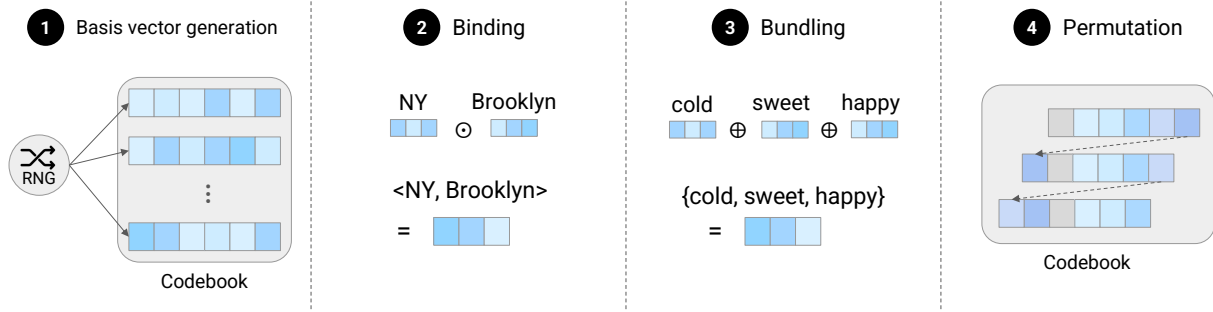 1 Basis vector generation
RNG
Codebook
2 Binding
NY ⊙ Brooklyn
<NY, Brooklyn>
=
3 Bundling
cold ⊕ sweet ⊕ happy
{cold, sweet, happy}
=
4 Permutation
Codebook